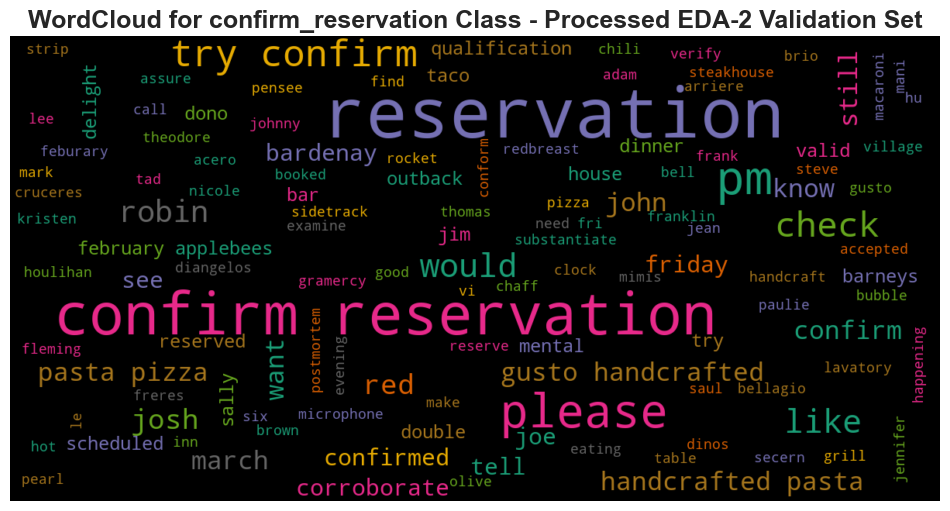 WordCloud for confirm_reservation Class - Processed EDA-2 Validation Set
strip
try confirm
qualification
chili
verify
brio
delight
assure
pensee
find
taco
adam
steakhouse
arriere
still
macaroni
mani
hu
reservation
lee
call
dono
johnny
theodore
feburary
bardenay
rocket
redbreast
dinner
frank
valid
village
mark
acero
booked
conform
steve
cruceres
tad
nicole
bar
outback
house
bell
pm
know
gusto
pizza
kristen
robin
sidetrack
examine
thomas
need
fri
john
franklin
jean
check
jim
substantiate
february
applebees
accepted
houlihan
see
diangelos
gramercy
good
would
clock
mimis
friday
handcraft
barneys
vi
chaff
paulie
bubble
confirm reservation
confirm
fleming
reserved
want
postmortem
evening
reserve
mental
try
happening
pasta pizza
red
gusto handcrafted
lavatory
freres
sally
make
saul
bellagio
le
josh
six
microphone
please
like
brown
hot
scheduled
inn
double
joe
eating
dinos
jennifer
table
secern
grill
march
confirmed
tell
pearl
corroborate
olive
handcrafted pasta